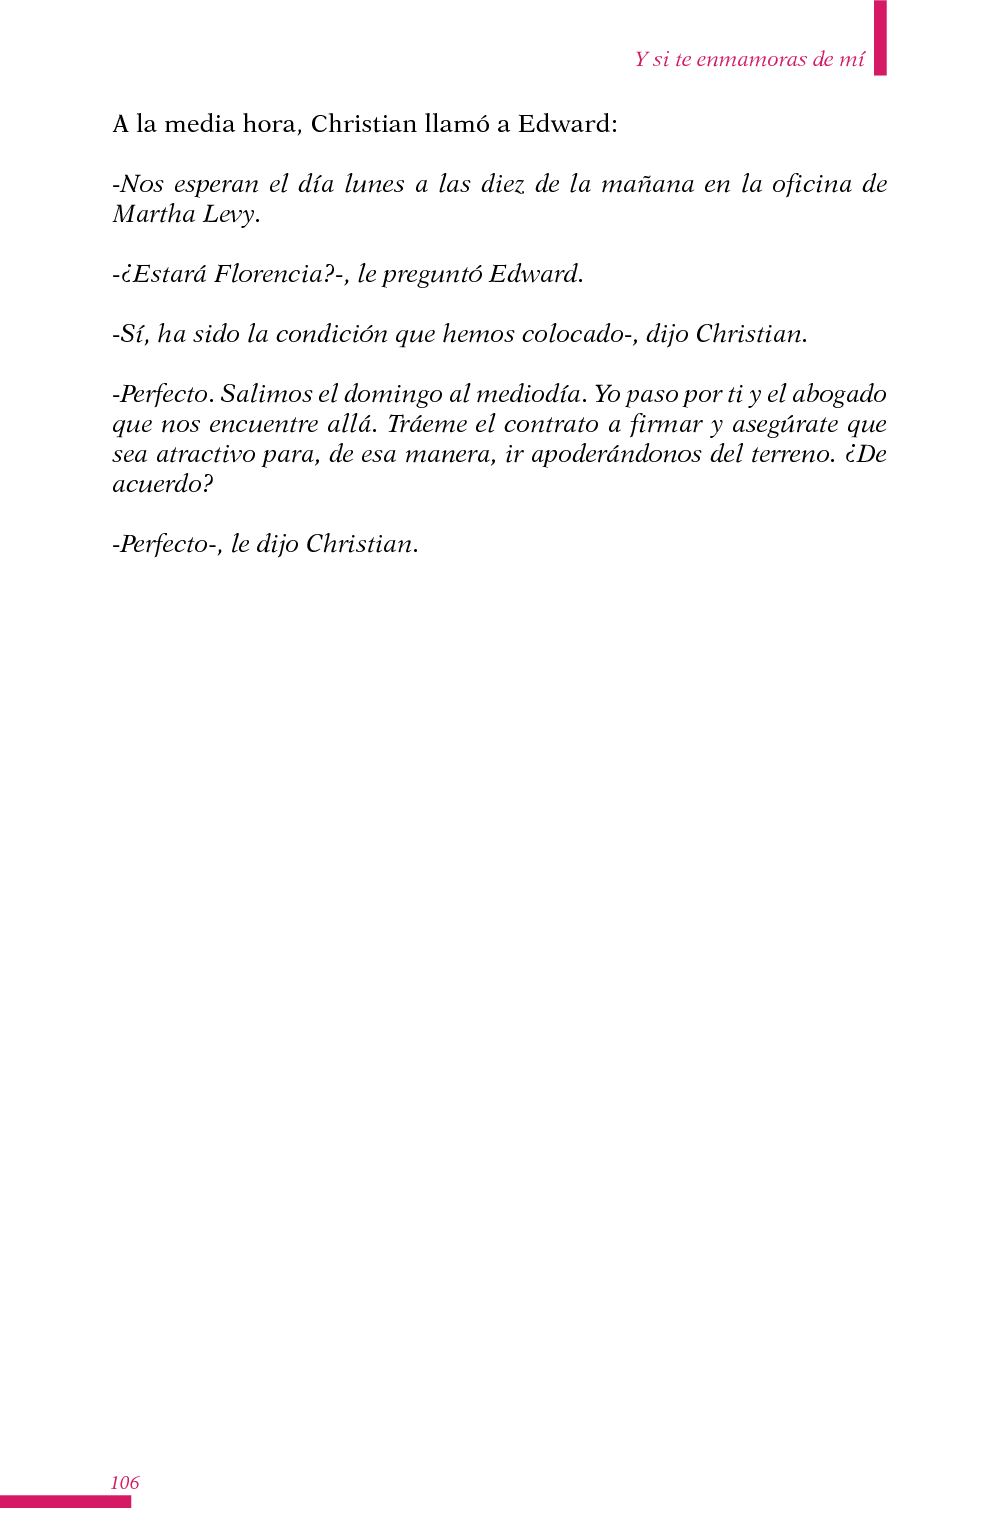 Y si te enmamoras de mí
A la media hora, Christian llamó a Edward:
-Nos esperan el día lunes a las diez de la mañana en la oficina de
Martha Levy.
-¿Estará Florencia?-, le preguntó Edward.
-Sí, ha sido la condición que hemos colocado-, dijo Christian.
-Perfecto. Salimos el domingo al mediodía. Yo paso por ti y el abogado
que nos encuentre allá. Tráeme el contrato a firmar y asegúrate que
sea atractivo para, de esa manera, ir apoderándonos del terreno. ¿De
acuerdo?
-Perfecto-, le dijo Christian.
106